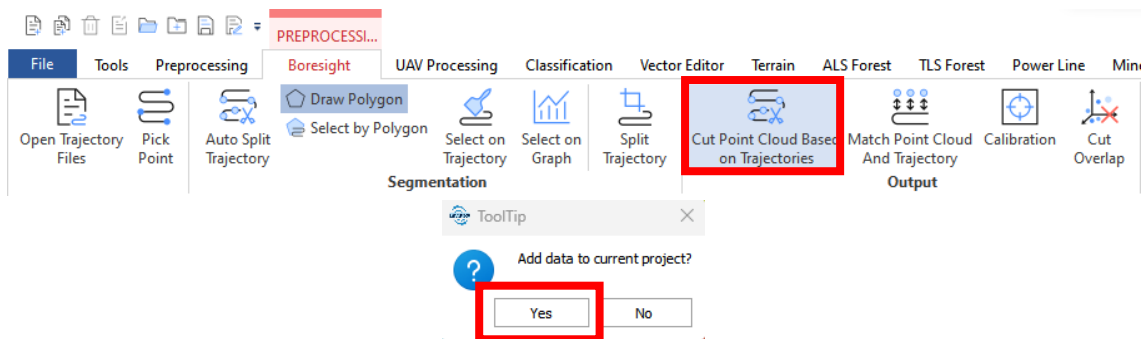 PREPROCESSI...
File Tools Preprocessing Boresight UAV Processing Classification Vector Editor Terrain ALS Forest TLS Forest Power Line
Open Trajectory Files
Pick Point
Auto Split Trajectory
Draw Polygon
Select by Polygon
Select on Trajectory
Select on Graph
Split Trajectory
Cut Point Cloud Based on Trajectories
Match Point Cloud And Trajectory
Calibration
Cut Overlap
Segmentation
Output
ToolTip
Add data to current project?
Yes No